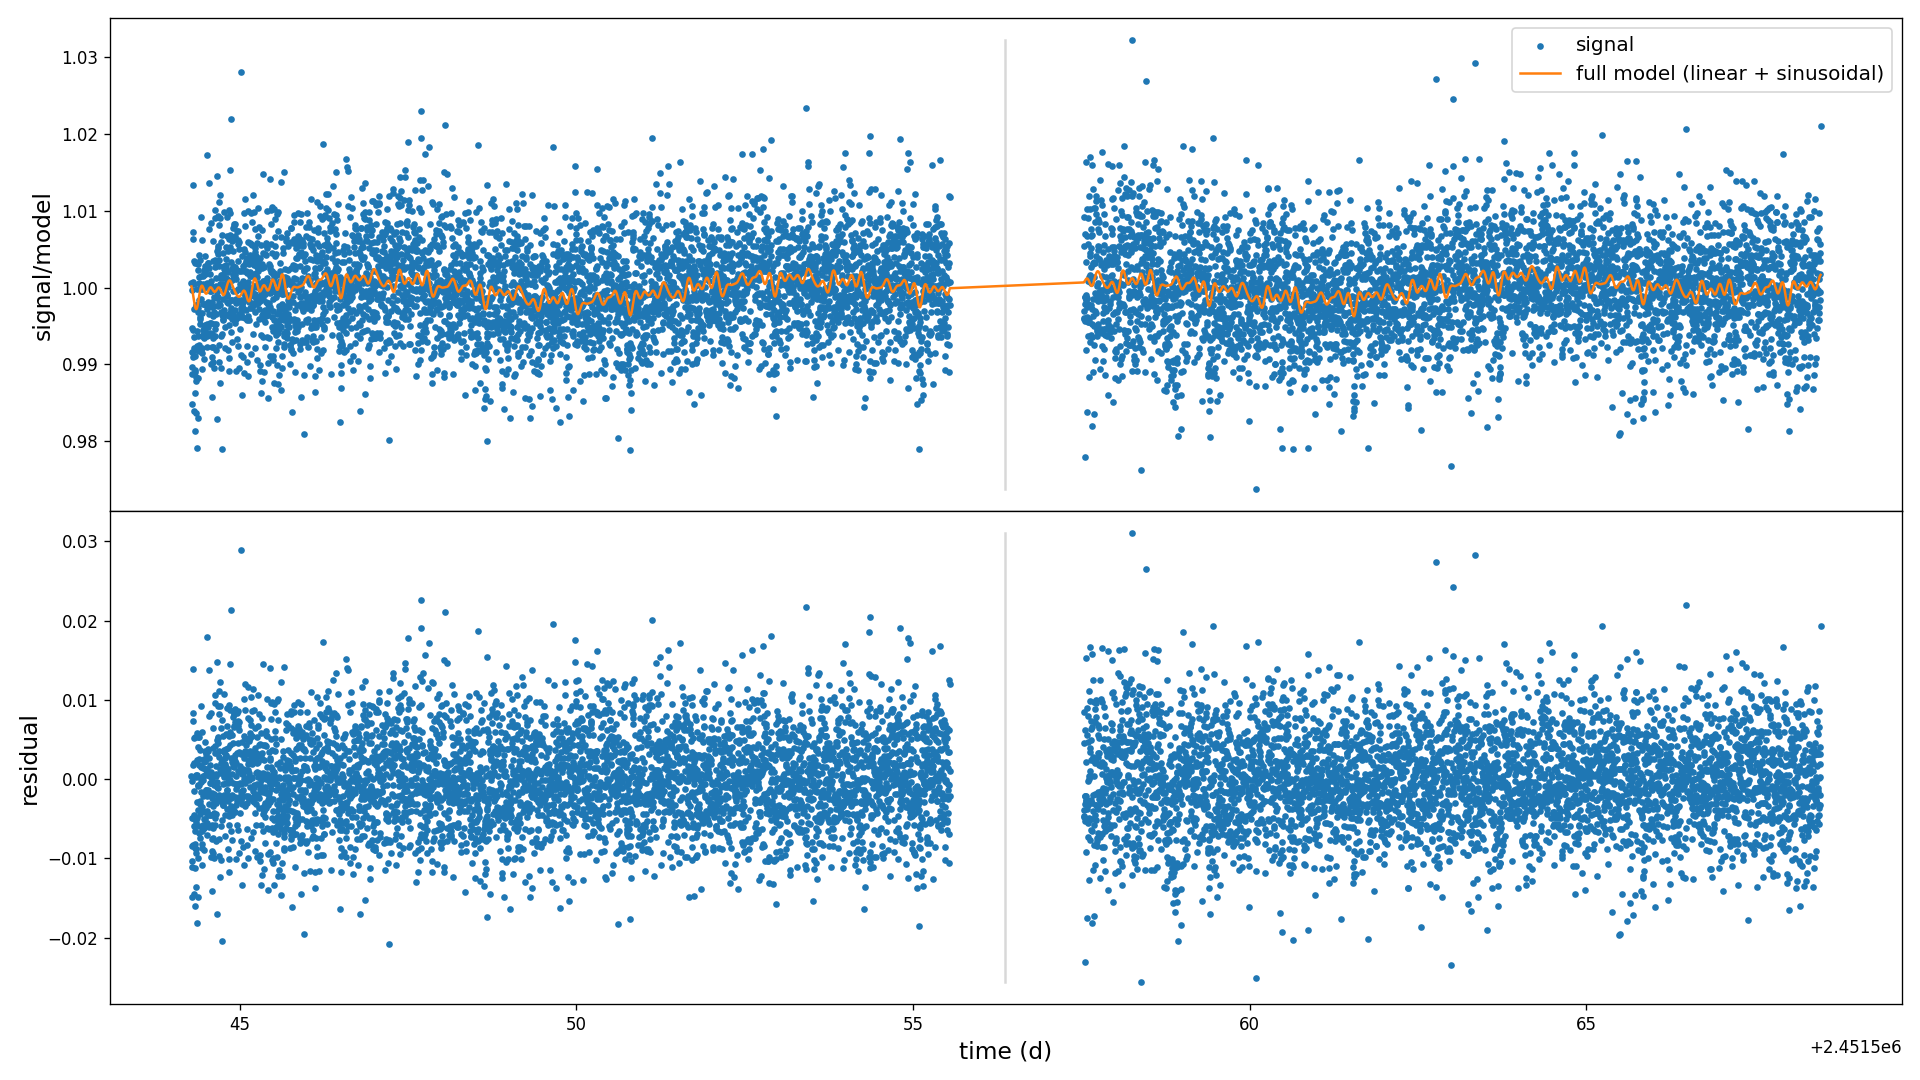 signal
full model (linear + sinusoidal)
signal/model
1.03
1.02
1.01
1.00
0.99
0.98
residual
0.03
0.02
0.01
0.00
−0.01
−0.02
45
50
55
60
65
time (d)
+2.4515e6